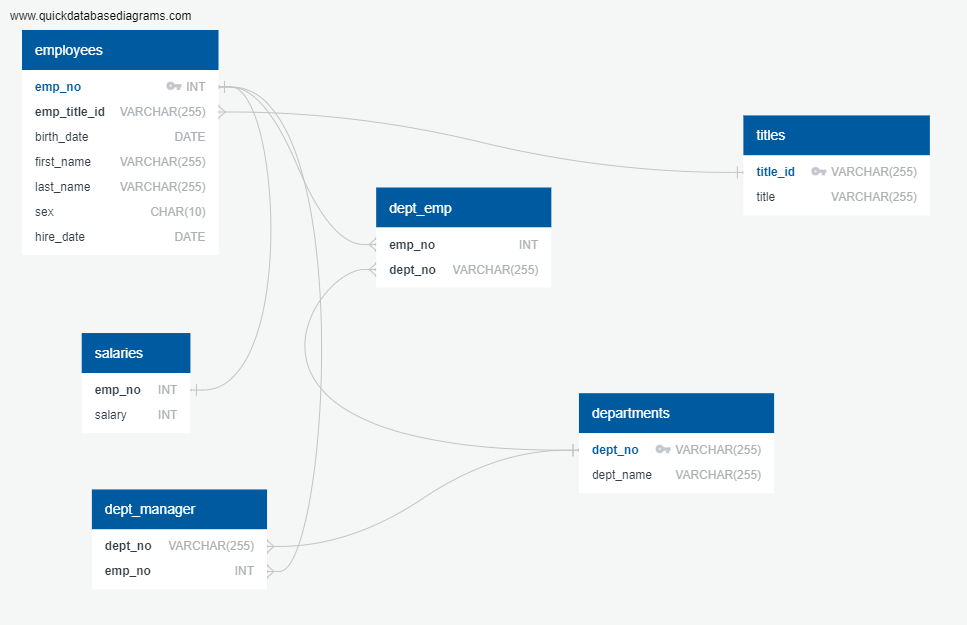 www.quickdatabasediagrams.com
employees
emp_no INT
emp_title_id VARCHAR(255)
birth_date DATE
first_name VARCHAR(255)
last_name VARCHAR(255)
sex CHAR(10)
hire_date DATE
titles
title_id VARCHAR(255)
title VARCHAR(255)
dept_emp
emp_no INT
dept_no VARCHAR(255)
salaries
emp_no INT
salary INT
departments
dept_no VARCHAR(255)
dept_name VARCHAR(255)
dept_manager
dept_no VARCHAR(255)
emp_no INT